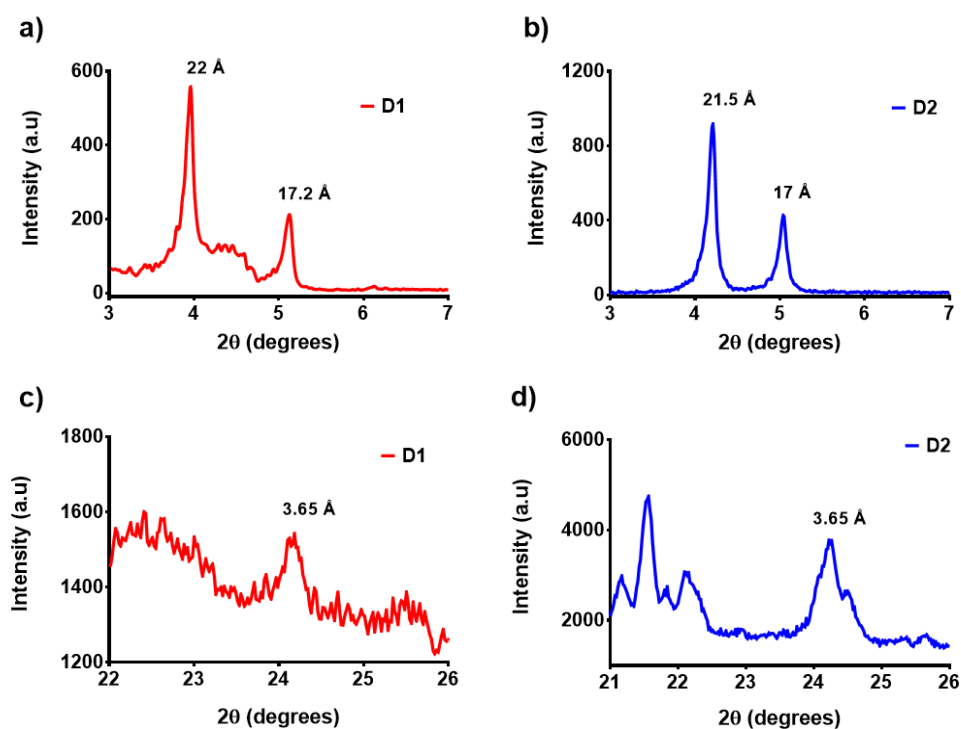 a)
600
400
200
0
Intensity (a.u)
22 Å
17.2 Å
D1
3 4 5 6 7
2θ (degrees)
b)
1200
800
400
0
Intensity (a.u)
21.5 Å
17 Å
D2
3 4 5 6 7
2θ (degrees)
c)
1800
1600
1400
1200
Intensity (a.u)
3.65 Å
D1
22 23 24 25 26
2θ (degrees)
d)
6000
4000
2000
Intensity (a.u)
3.65 Å
D2
21 22 23 24 25 26
2θ (degrees)